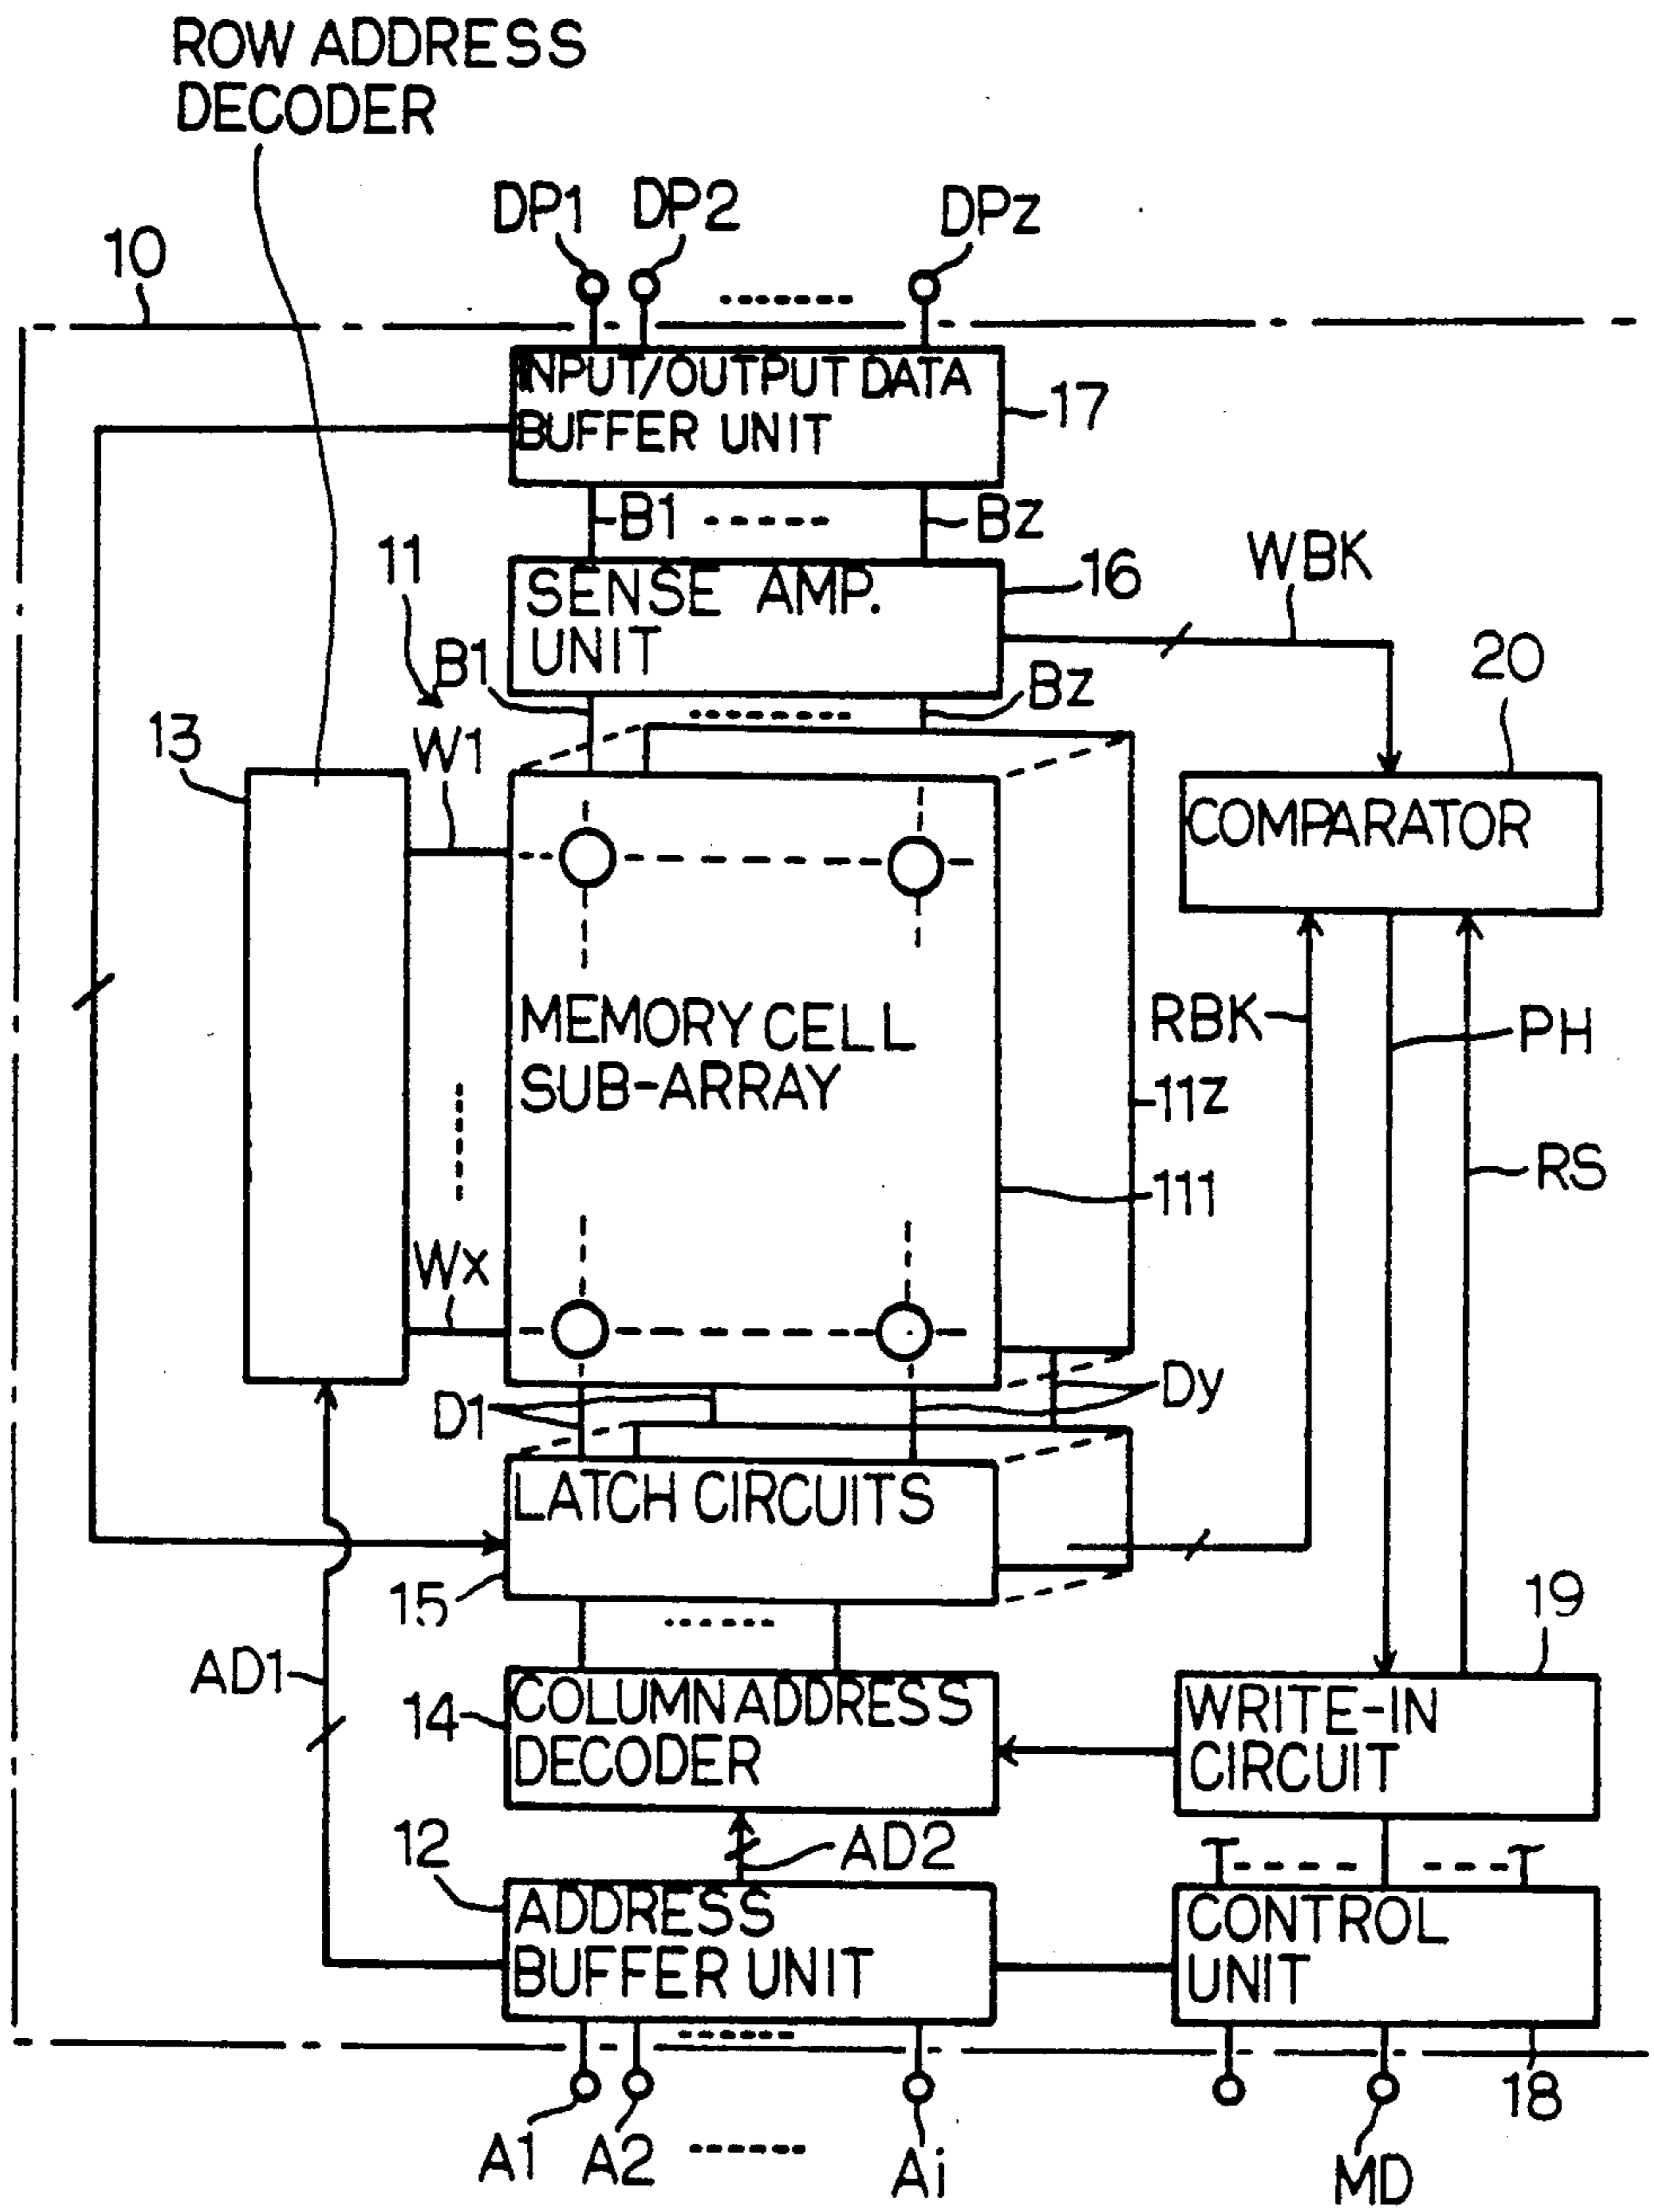 ROW ADDRESS
DECODER
DP1 DP2 DPz
10
INPUT/OUTPUT DATA
BUFFER UNIT
17
B1 Bz
11
SENSE AMP.
UNIT
16
WBK
B1 Bz
20
13
W1
COMPARATOR
MEMORY CELL
SUB-ARRAY
RBK
PH
11z
111
RS
Wx
D1 Dy
LATCH CIRCUITS
15
19
AD1
14
COLUMN ADDRESS
DECODER
WRITE-IN
CIRCUIT
12
AD2
ADDRESS
BUFFER UNIT
CONTROL
UNIT
18
A1 A2 Ai
MD